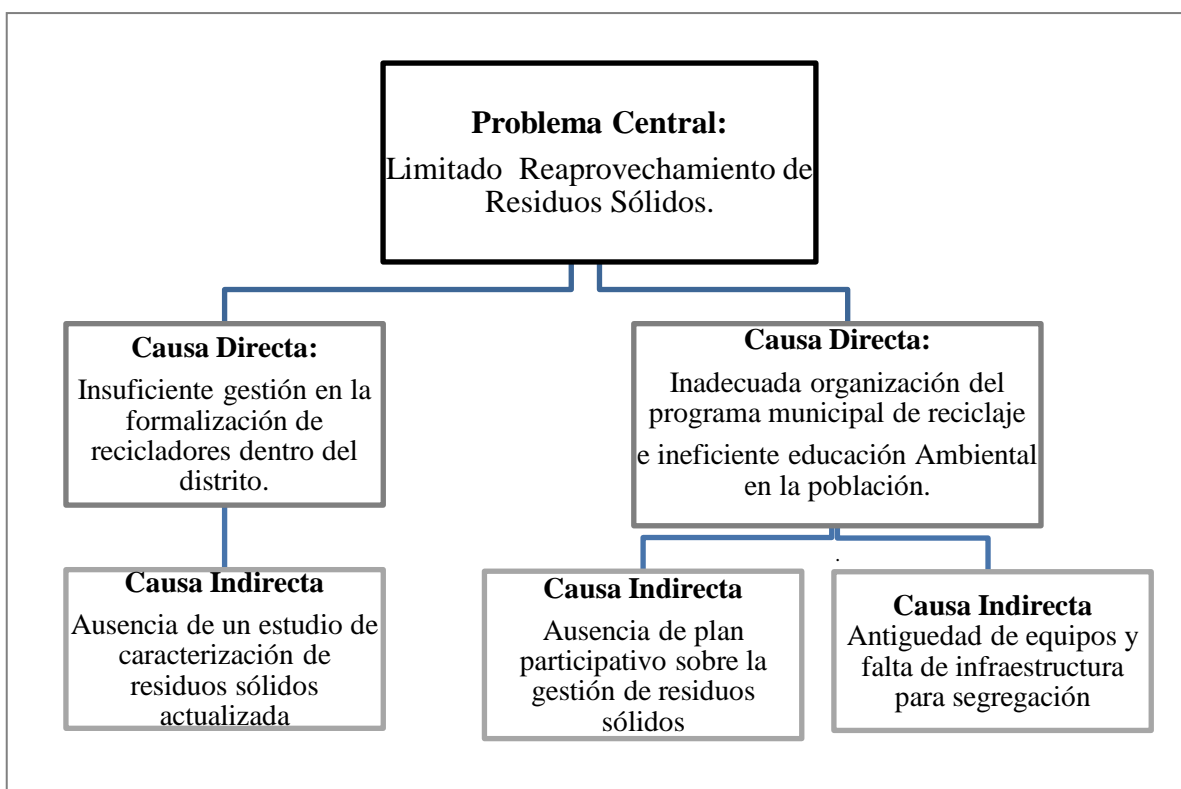 Problema Central:
Limitado Reaprovechamiento de
Residuos Sólidos.
Causa Directa:
Insuficiente gestión en la
formalización de
recicladores dentro del
distrito.
Causa Directa:
Inadecuada organización del
programa municipal de reciclaje
e ineficiente educación Ambiental
en la población.
.
Causa Indirecta
Ausencia de un estudio de
caracterización de
residuos sólidos
actualizada
Causa Indirecta
Ausencia de plan
participativo sobre la
gestión de residuos
sólidos
Causa Indirecta
Antiguedad de equipos y
falta de infraestructura
para segregación